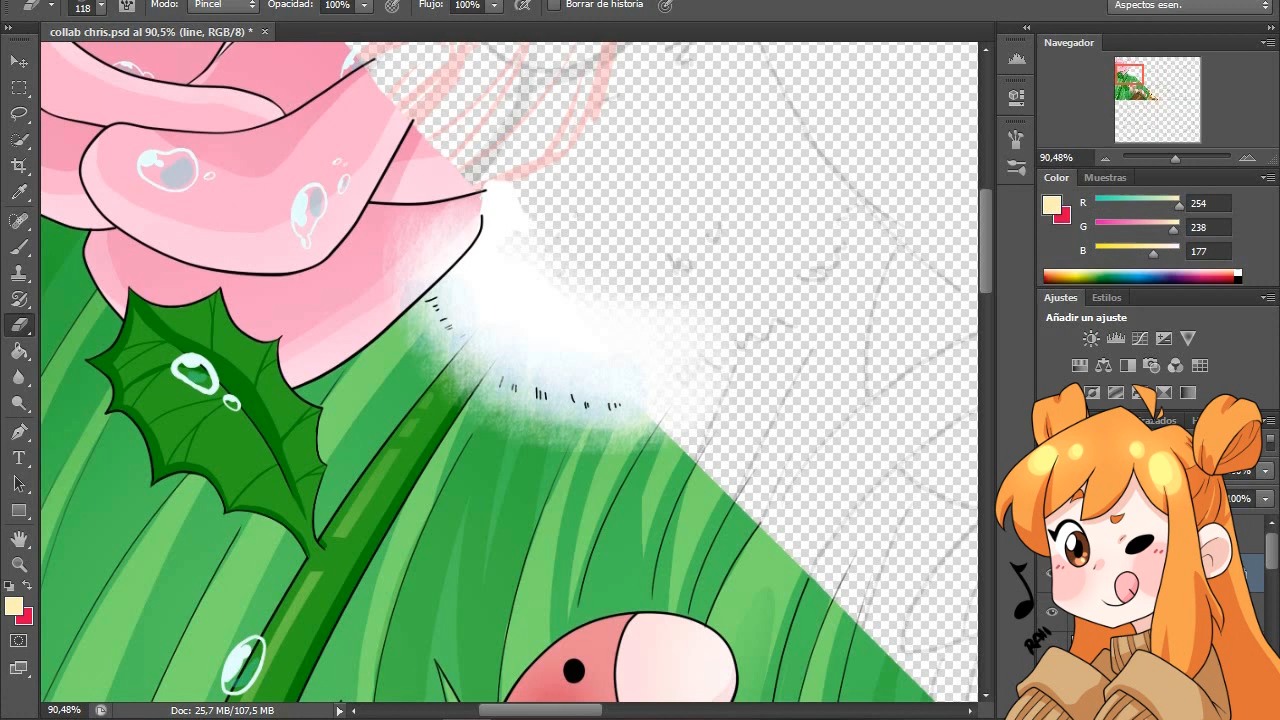 118 Modo: Pincel Opacidad: 100% Flujo: 100% Borrar de historia Aspectos esen.
collab chris.psd al 90,5% (line, RGB/8) *
Navegador
90,48%
Color Muestras
R 254
G 238
B 177
Ajustes Estilos
Añadir un ajuste
100%
RAN
90,48% Doc: 25,7 MB/107,5 MB